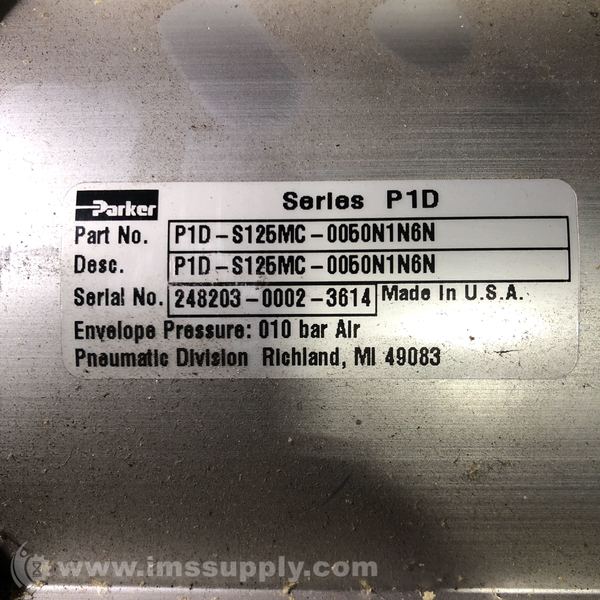 Parker
Series P1D
Part No. P1D-S125MC-0050N1N6N
Desc. P1D-S125MC-0050N1N6N
Serial No. 248203-0002-3614 Made In U.S.A.
Envelope Pressure: 010 bar Air
Pneumatic Division Richland, MI 49083
www.imssupply.com